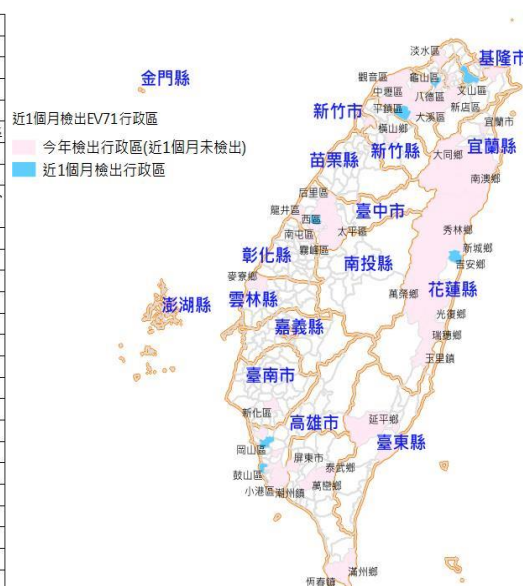 淡水區
基隆市
金門縣
觀音區
龜山區
中壢區
八德區
文山區
新店區
平鎮區
大溪區
宜蘭市
近1個月檢出EV71行政區
新竹市
橫山鄉
新竹縣
宜蘭縣
今年檢出行政區(近1個月未檢出)
大同鄉
近1個月檢出行政區
苗栗縣
南澳鄉
后里區
龍井區
西區
臺中市
南屯區
太平區
霧峰區
秀林鄉
新城鄉
吉安鄉
彰化縣
南投縣
麥寮鄉
萬榮鄉
花蓮縣
澎湖縣
雲林縣
光復鄉
嘉義縣
瑞穗鄉
玉里鎮
臺南市
新化區
高雄市
延平鄉
臺東縣
岡山區
屏東市
鼓山區
泰武鄉
小港區
潮州鎮
萬巒鄉
滿州鄉
恆春鎮